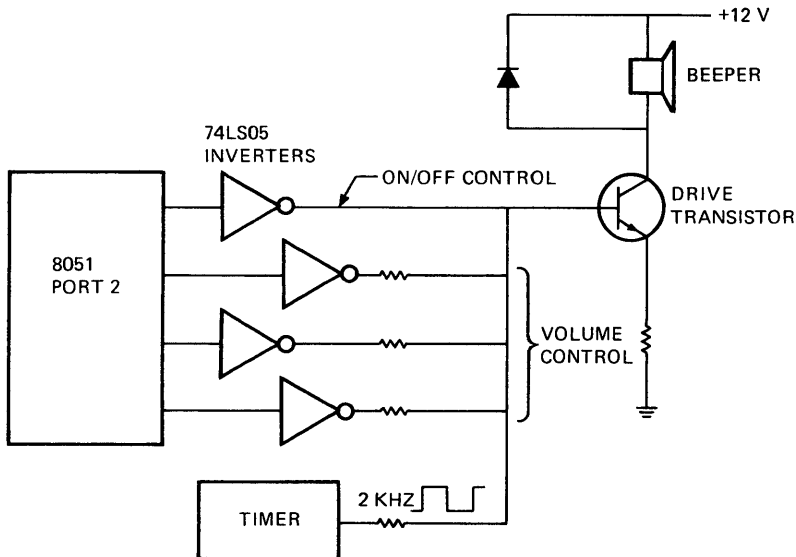 +12 V
BEEPER
74LS05
INVERTERS
ON/OFF CONTROL
DRIVE
TRANSISTOR
8051
PORT 2
VOLUME
CONTROL
2 KHZ
TIMER